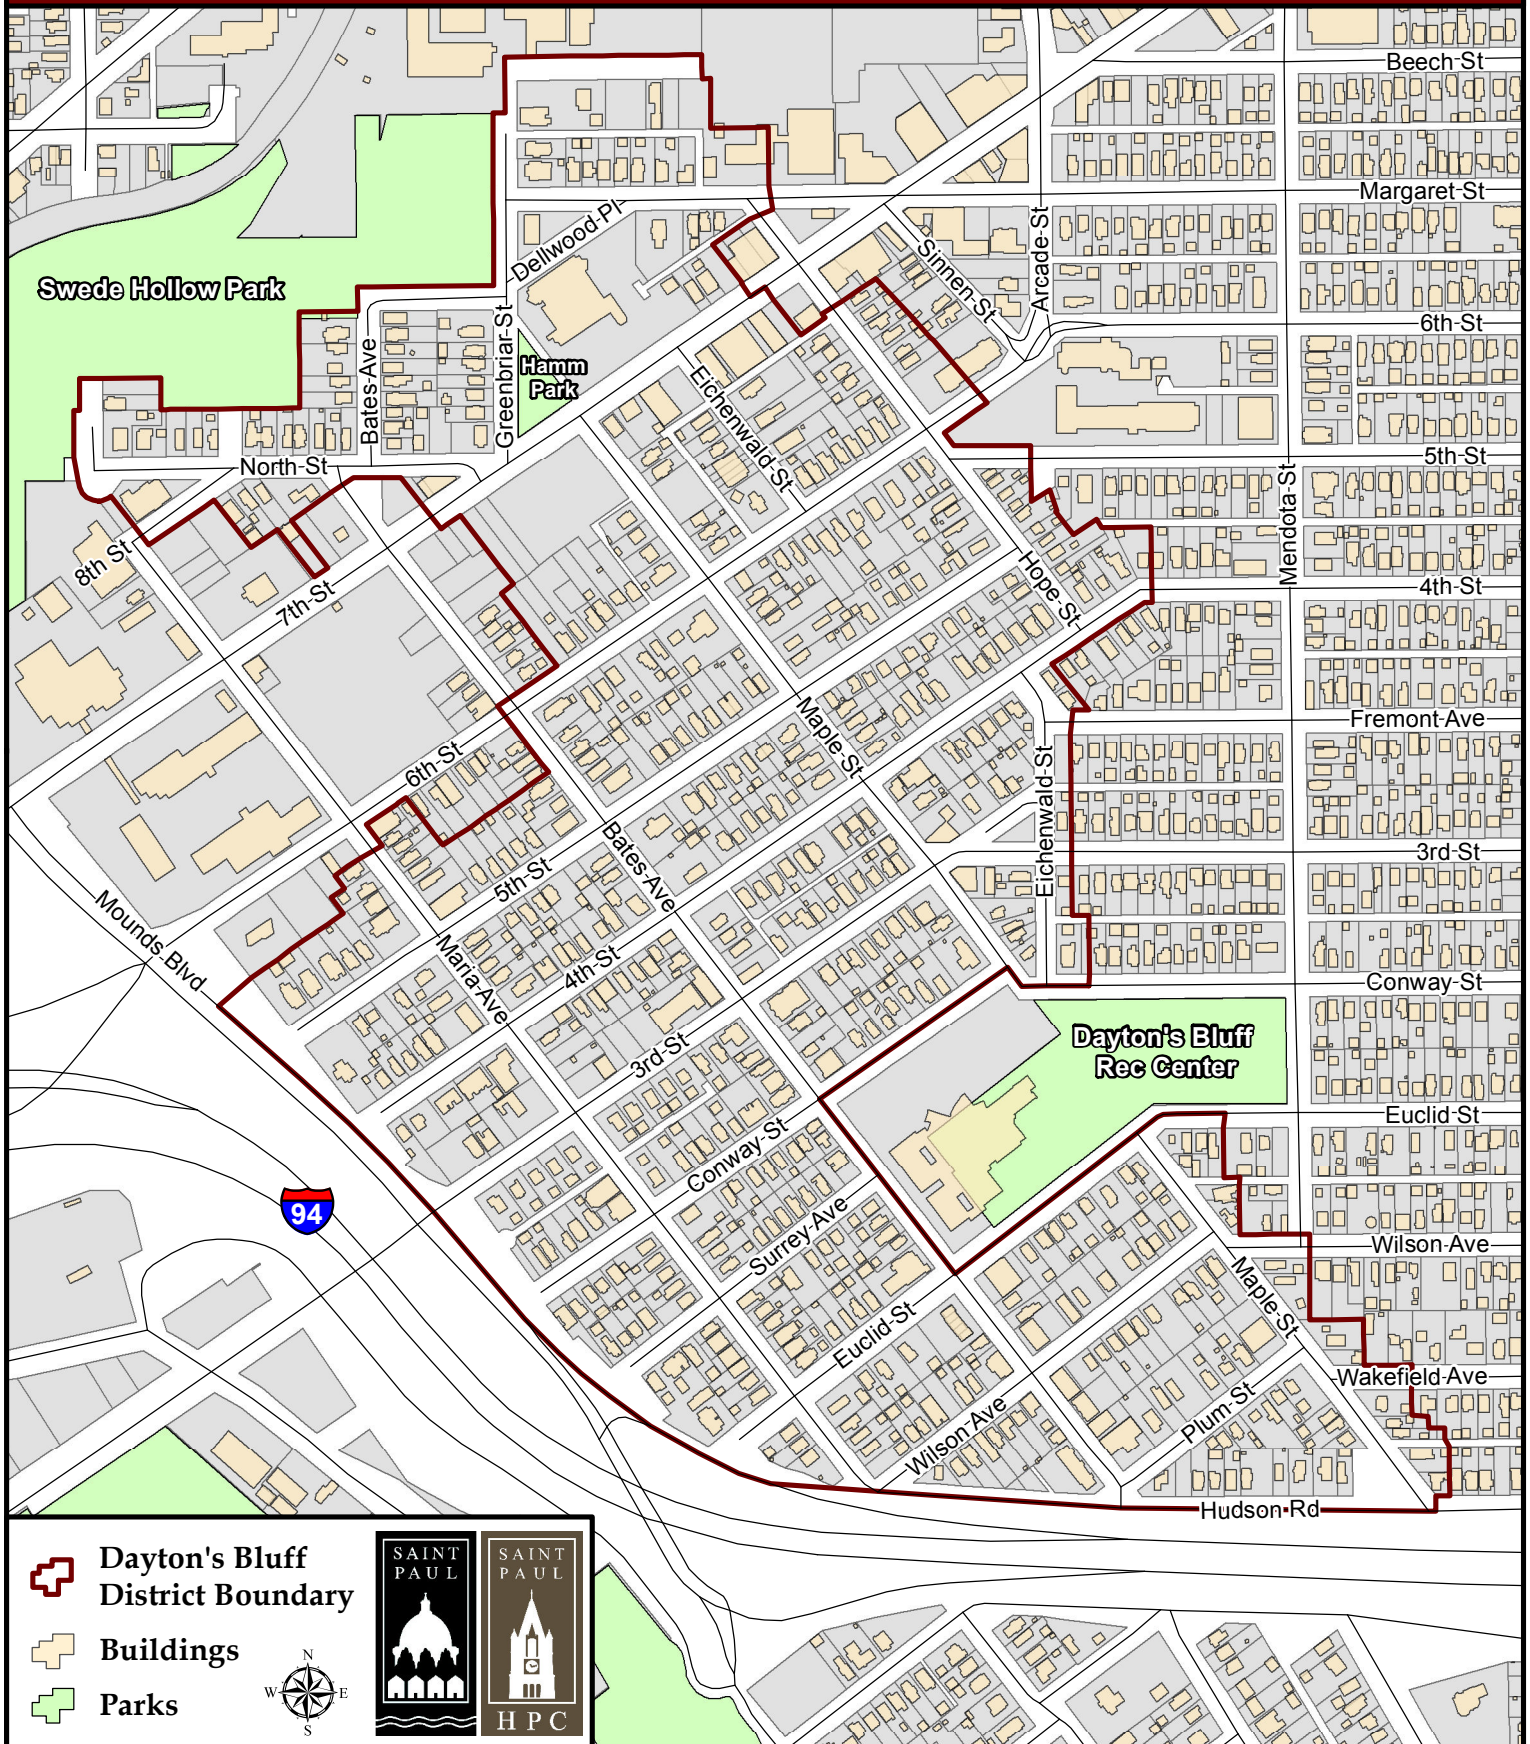 Beech St
Margaret St
Dellwood Pl
Arcade St
Sinnen St
Swede Hollow Park
6th St
Bates Ave
Greenbriar St
Hamm
Park
Eichenwald St
North St
5th St
Mendota St
8th St
7th St
Hope St
4th St
Maple St
Fremont Ave
6th St
Eichenwald St
Bates Ave
3rd St
5th St
Mounds Blvd
Maria Ave
4th St
Conway St
3rd St
Dayton's Bluff
Rec Center
Euclid St
Conway St
94
Surrey Ave
Wilson Ave
Maple St
Euclid St
Wakefield Ave
Plum St
Wilson Ave
Hudson Rd
Dayton's Bluff
District Boundary
Buildings
Parks
N
W E
S
SAINT
PAUL
SAINT
PAUL
HPC